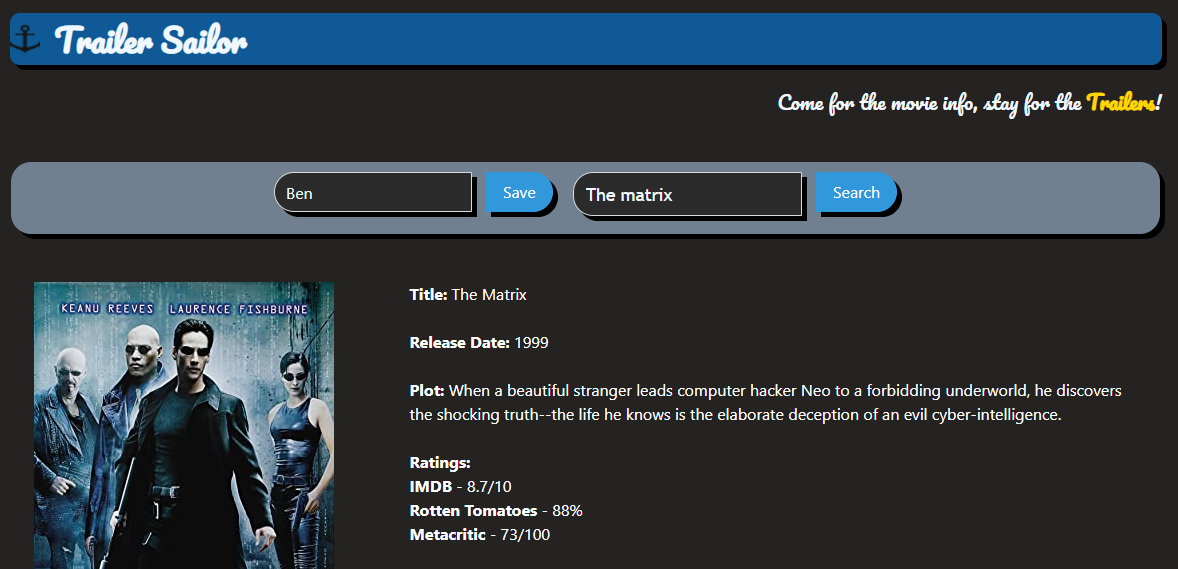 Trailer Sailor
Come for the movie info, stay for the Trailers!
Ben
Save
The matrix
Search
KEANU REEVES LAURENCE FISHBURNE
Title: The Matrix
Release Date: 1999
Plot: When a beautiful stranger leads computer hacker Neo to a forbidding underworld, he discovers
the shocking truth--the life he knows is the elaborate deception of an evil cyber-intelligence.
Ratings:
IMDB - 8.7/10
Rotten Tomatoes - 88%
Metacritic - 73/100